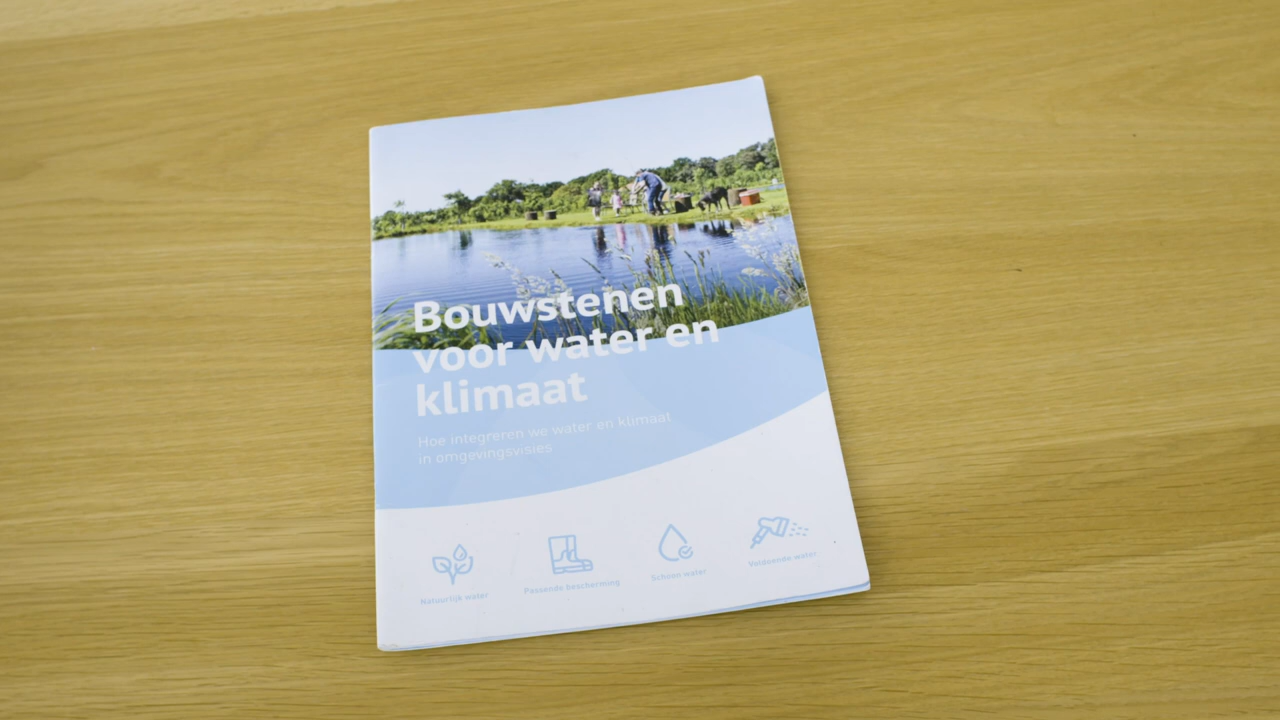 Bouwstenen
voor water en
klimaat
Hoe integreren we water en klimaat
in omgevingsvisies
Natuurlijk water
Passende bescherming
Schoon water
Voldoende water